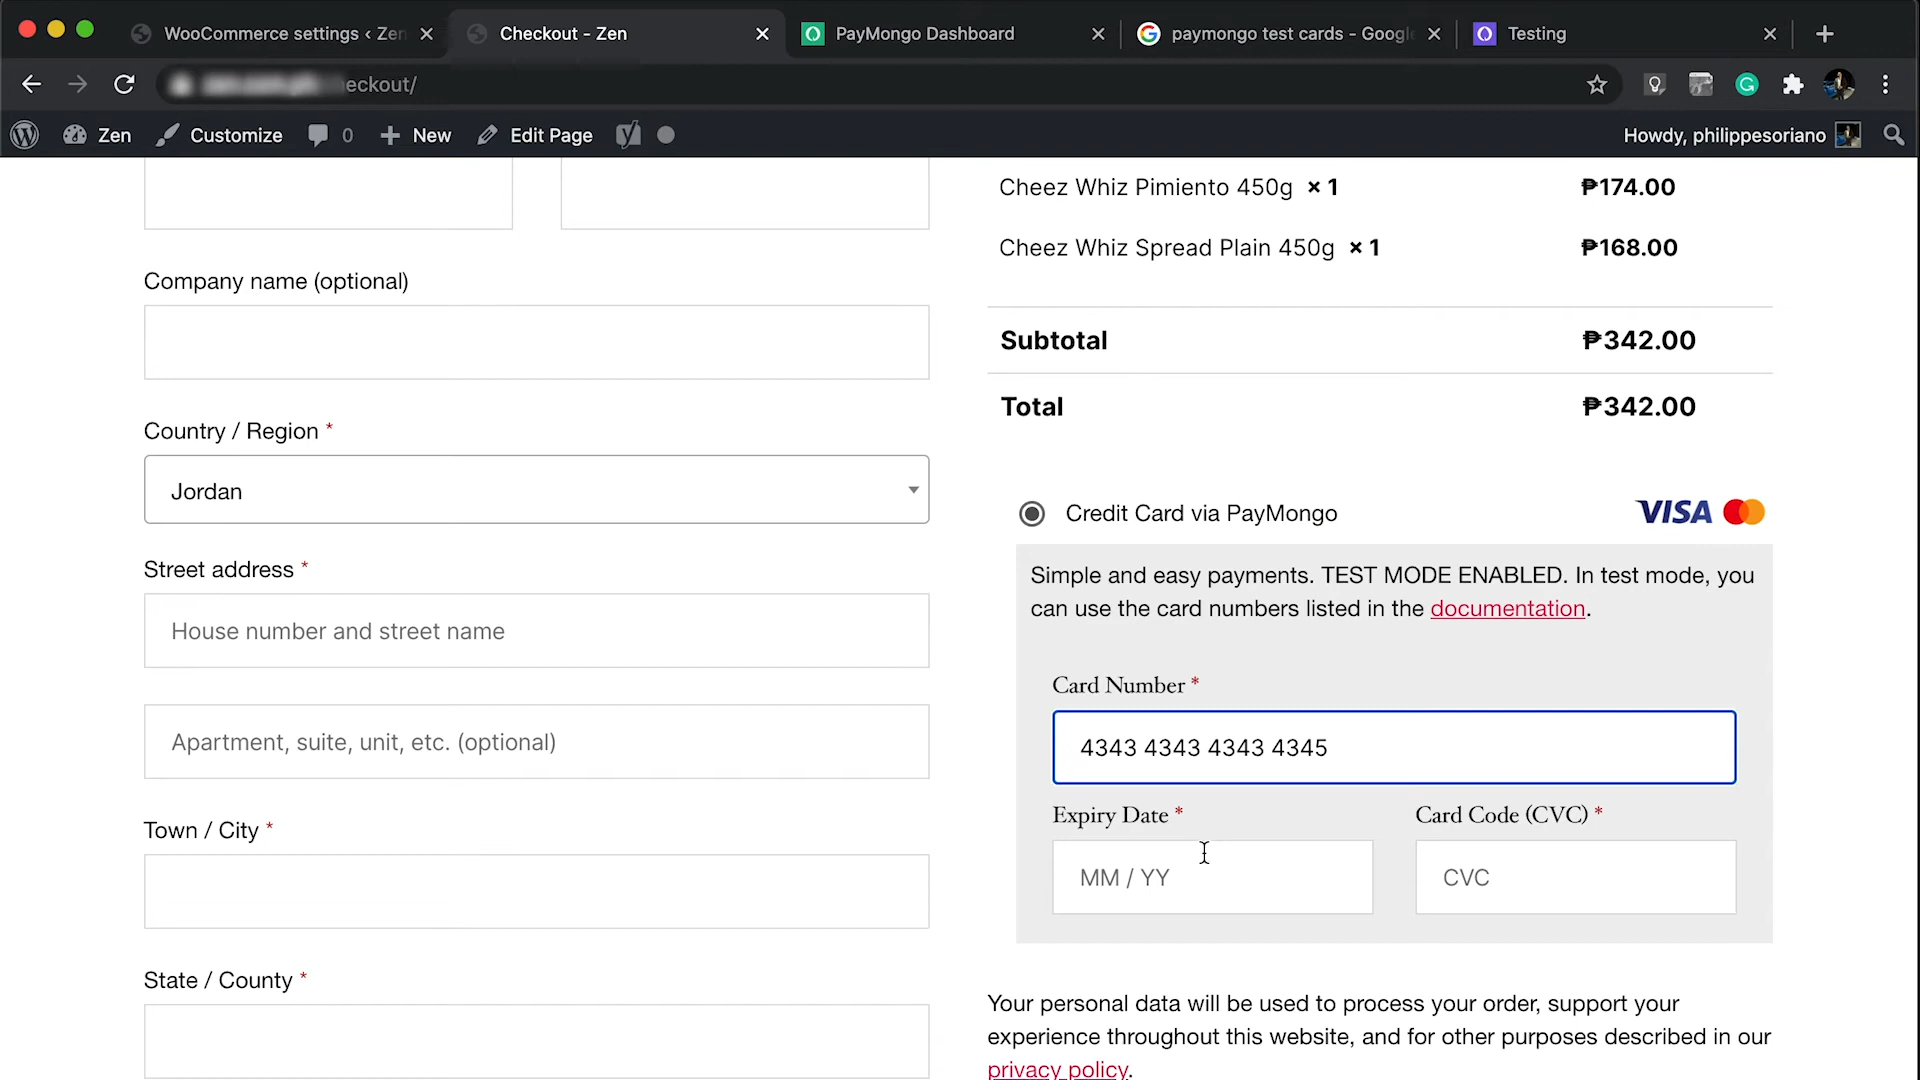 WooCommerce settings ‹ Zen
Checkout - Zen
PayMongo Dashboard
paymongo test cards - Google
Testing
eckout/
Zen
Customize
0
New
Edit Page
Howdy, philippesoriano
Cheez Whiz Pimiento 450g × 1 ₱174.00
Cheez Whiz Spread Plain 450g × 1 ₱168.00
Company name (optional)
Subtotal ₱342.00
Total ₱342.00
Country / Region *
Jordan
Credit Card via PayMongo
VISA
Street address *
Simple and easy payments. TEST MODE ENABLED. In test mode, you
can use the card numbers listed in the documentation.
House number and street name
Card Number *
Apartment, suite, unit, etc. (optional)
4343 4343 4343 4345
Town / City *
Expiry Date *
Card Code (CVC) *
MM / YY
CVC
State / County *
Your personal data will be used to process your order, support your
experience throughout this website, and for other purposes described in our
privacy policy.